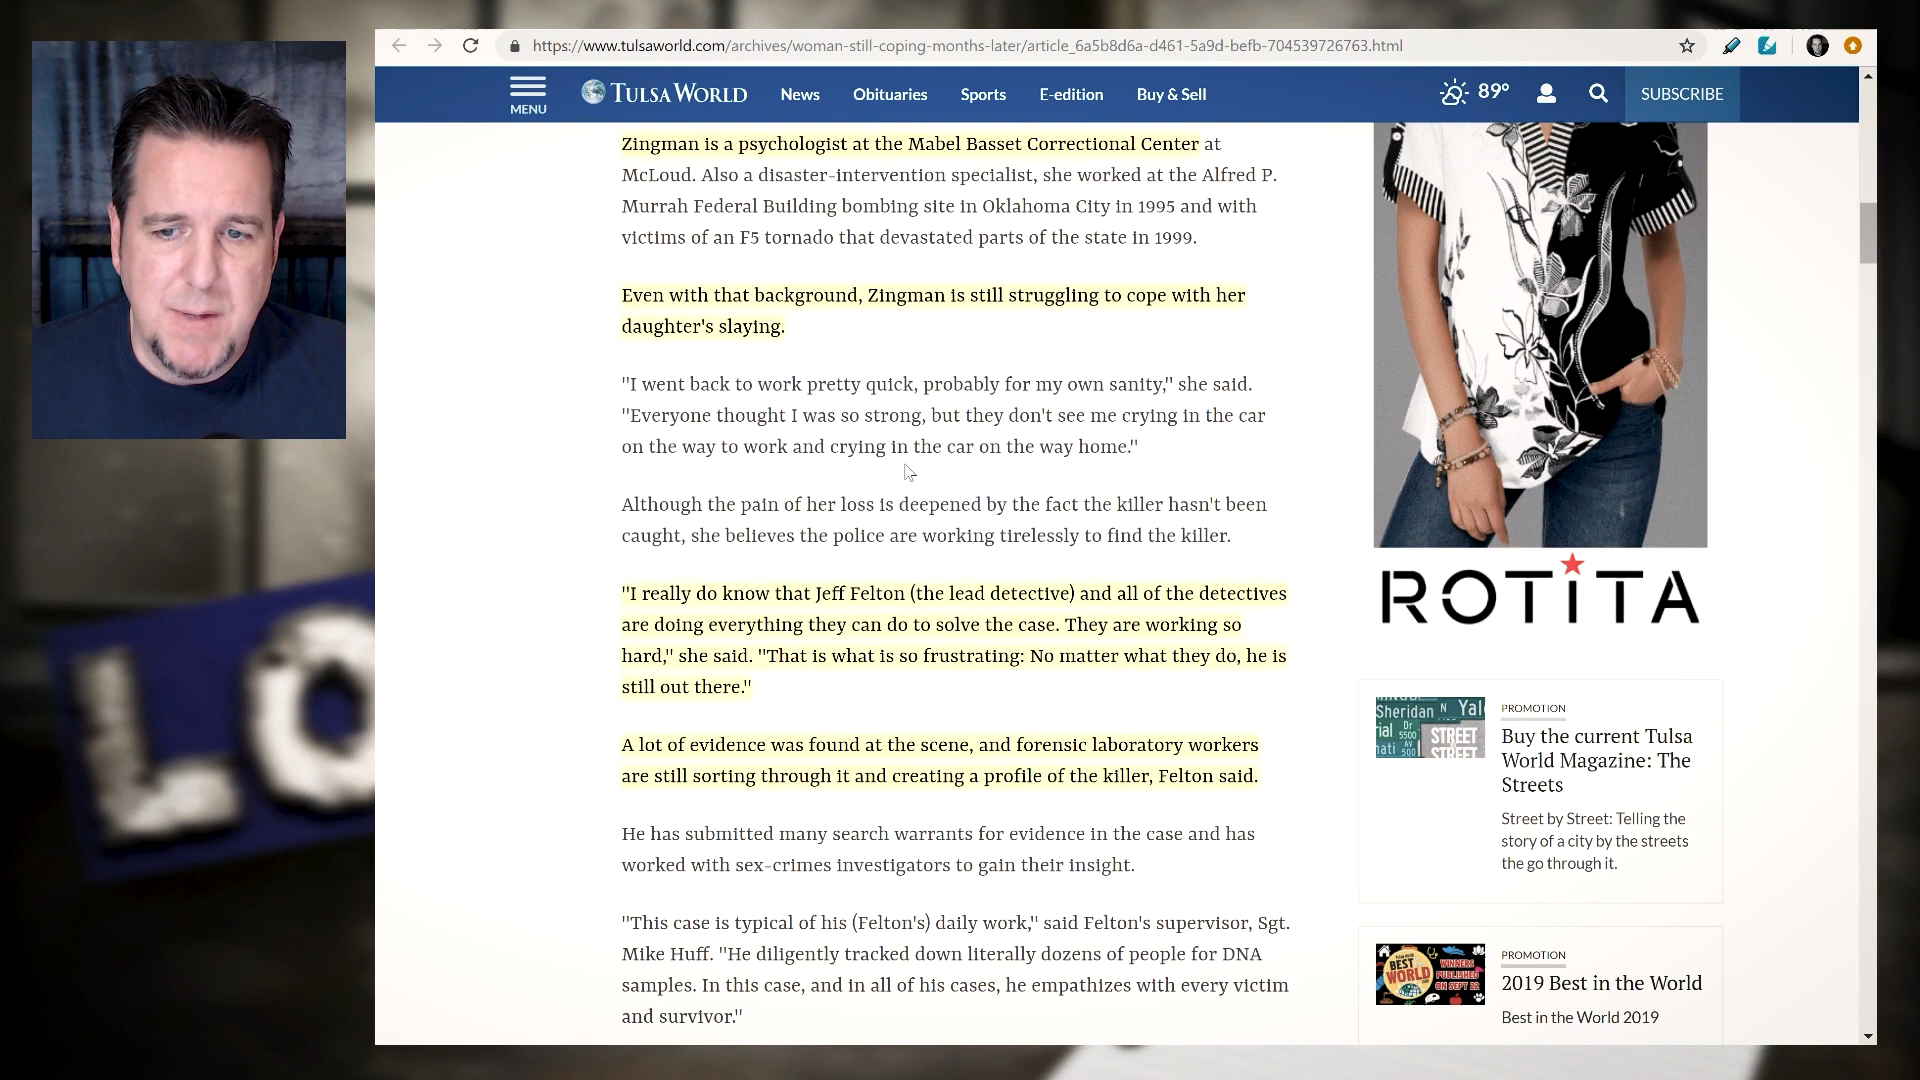 https://www.tulsaworld.com/archives/woman-still-coping-months-later/article_6a5b8d6a-d461-5a9d-befb-704539726763.html
MENU
TULSA WORLD
News
Obituaries
Sports
E-edition
Buy & Sell
89°
SUBSCRIBE
Zingman is a psychologist at the Mabel Basset Correctional Center at
McLoud. Also a disaster-intervention specialist, she worked at the Alfred P.
Murrah Federal Building bombing site in Oklahoma City in 1995 and with
victims of an F5 tornado that devastated parts of the state in 1999.
Even with that background, Zingman is still struggling to cope with her
daughter's slaying.
"I went back to work pretty quick, probably for my own sanity," she said.
"Everyone thought I was so strong, but they don't see me crying in the car
on the way to work and crying in the car on the way home."
Although the pain of her loss is deepened by the fact the killer hasn't been
caught, she believes the police are working tirelessly to find the killer.
"I really do know that Jeff Felton (the lead detective) and all of the detectives
are doing everything they can do to solve the case. They are working so
hard," she said. "That is what is so frustrating: No matter what they do, he is
still out there."
A lot of evidence was found at the scene, and forensic laboratory workers
are still sorting through it and creating a profile of the killer, Felton said.
He has submitted many search warrants for evidence in the case and has
worked with sex-crimes investigators to gain their insight.
"This case is typical of his (Felton's) daily work," said Felton's supervisor, Sgt.
Mike Huff. "He diligently tracked down literally dozens of people for DNA
samples. In this case, and in all of his cases, he empathizes with every victim
and survivor."
ROTITA
Sheridan
N Yal
Dr
5500
AV
500
STREET
STREET
PROMOTION
Buy the current Tulsa
World Magazine: The
Streets
Street by Street: Telling the
story of a city by the streets
the go through it.
BEST
WORLD
WINNERS
PUBLISHED
ON SEPT 22
PROMOTION
2019 Best in the World
Best in the World 2019
LO